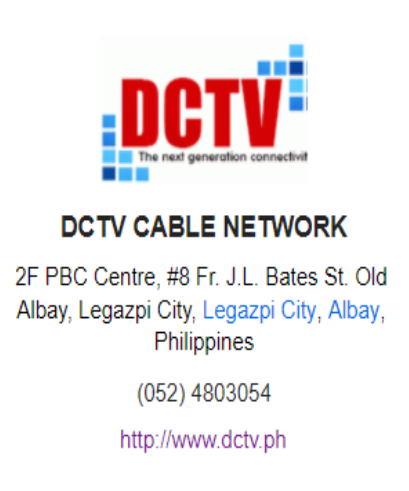 DCTV
The next generation connectivit
DCTV CABLE NETWORK
2F PBC Centre, #8 Fr. J.L. Bates St. Old
Albay, Legazpi City, Legazpi City, Albay,
Philippines
(052) 4803054
http://www.dctv.ph